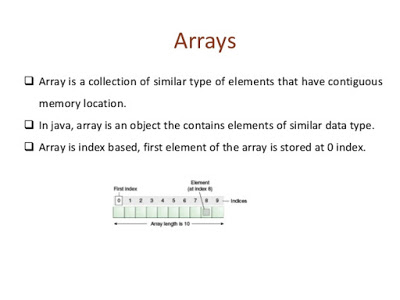 Arrays
❑ Array is a collection of similar type of elements that have contiguous
memory location.
❑ In java, array is an object the contains elements of similar data type.
❑ Array is index based, first element of the array is stored at 0 index.
Element
First index (at index 8)
0 1 2 3 4 5 6 7 8 9 Indices
Array length is 10